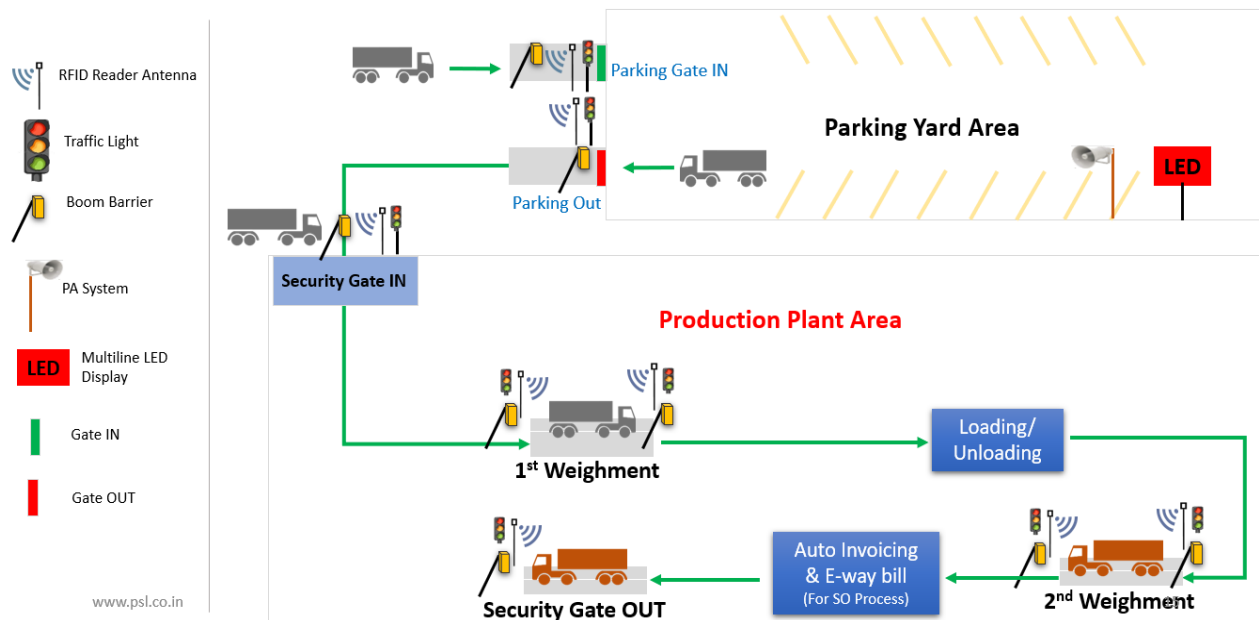 RFID Reader Antenna
Traffic Light
Boom Barrier
PA System
LED
Multiline LED
Display
Gate IN
Gate OUT
www.psl.co.in
Parking Gate IN
Parking Yard Area
LED
Parking Out
Security Gate IN
Production Plant Area
1st Weighment
Loading/
Unloading
2nd Weighment
Auto Invoicing
& E-way bill
(For SO Process)
Security Gate OUT